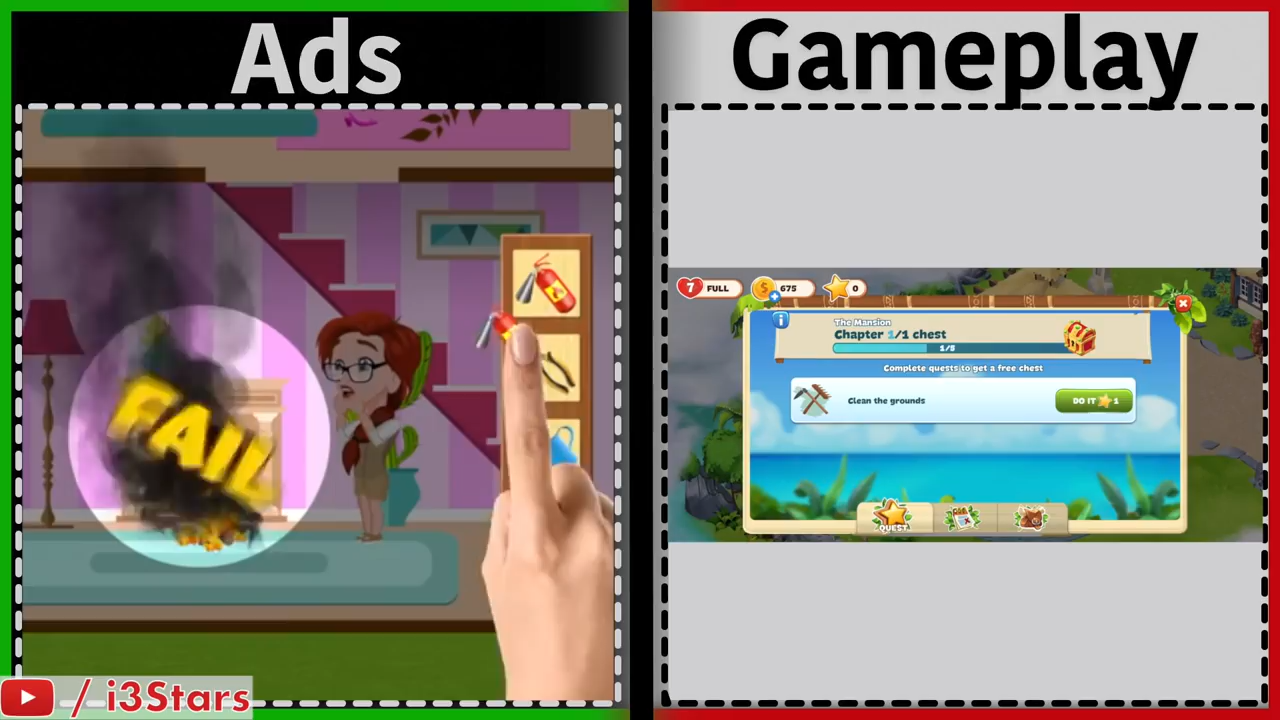 Ads
Gameplay
FAIL
7 FULL
675
0
The Mansion
Chapter 1/1 chest
1/5
Complete quests to get a free chest
Clean the grounds
DO IT 1
QUEST
/ i3Stars